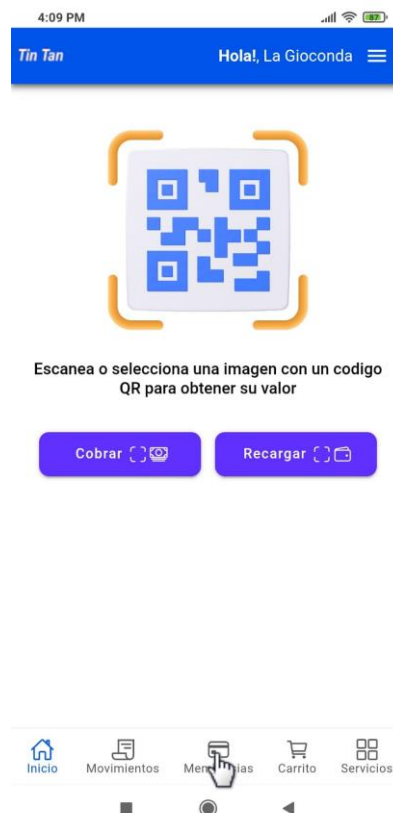 4:09 PM
87
Tin Tan
Hola!, La Gioconda
Escanea o selecciona una imagen con un codigo
QR para obtener su valor
Cobrar
Recargar
Inicio
Movimientos
Carrito
Servicios